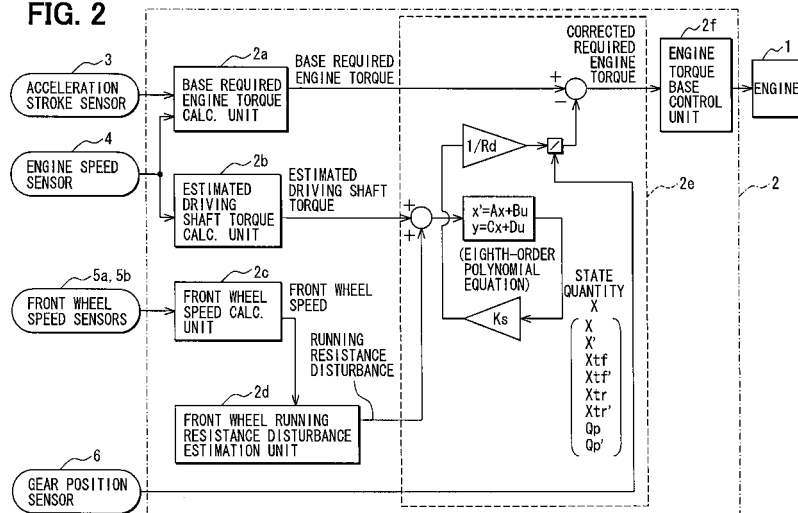 FIG. 2
3
ACCELERATION
STROKE SENSOR
4
ENGINE SPEED
SENSOR
5a, 5b
FRONT WHEEL
SPEED SENSORS
6
GEAR POSITION
SENSOR
2a
BASE REQUIRED
ENGINE TORQUE
CALC. UNIT
BASE REQUIRED
ENGINE TORQUE
2b
ESTIMATED
DRIVING
SHAFT TORQUE
CALC. UNIT
ESTIMATED
DRIVING SHAFT
TORQUE
2c
FRONT WHEEL
SPEED CALC.
UNIT
FRONT WHEEL
SPEED
RUNNING
RESISTANCE
DISTURBANCE
2d
FRONT WHEEL RUNNING
RESISTANCE DISTURBANCE
ESTIMATION UNIT
CORRECTED
REQUIRED
ENGINE
TORQUE
+
−
1/Rd
/
+
+
x'=Ax+Bu
y=Cx+Du
(EIGHTH-ORDER
POLYNOMIAL
EQUATION)
Ks
STATE
QUANTITY
X
X
X'
Xtf
Xtf'
Xtr
Xtr'
Qp
Qp'
2e
2
2f
ENGINE
TORQUE
BASE
CONTROL
UNIT
1
ENGINE